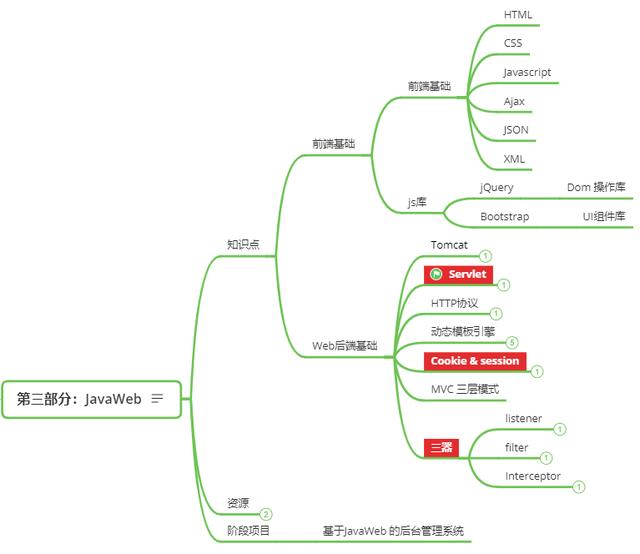 第三部分：JavaWeb
知识点
前端基础
前端基础
HTML
CSS
Javascript
Ajax
JSON
XML
js库
jQuery
Dom 操作库
Bootstrap
UI组件库
Web后端基础
Tomcat
1
Servlet
1
HTTP协议
1
动态模板引擎
5
Cookie & session
1
MVC 三层模式
三器
listener
1
filter
1
Interceptor
1
资源
2
阶段项目
基于JavaWeb 的后台管理系统